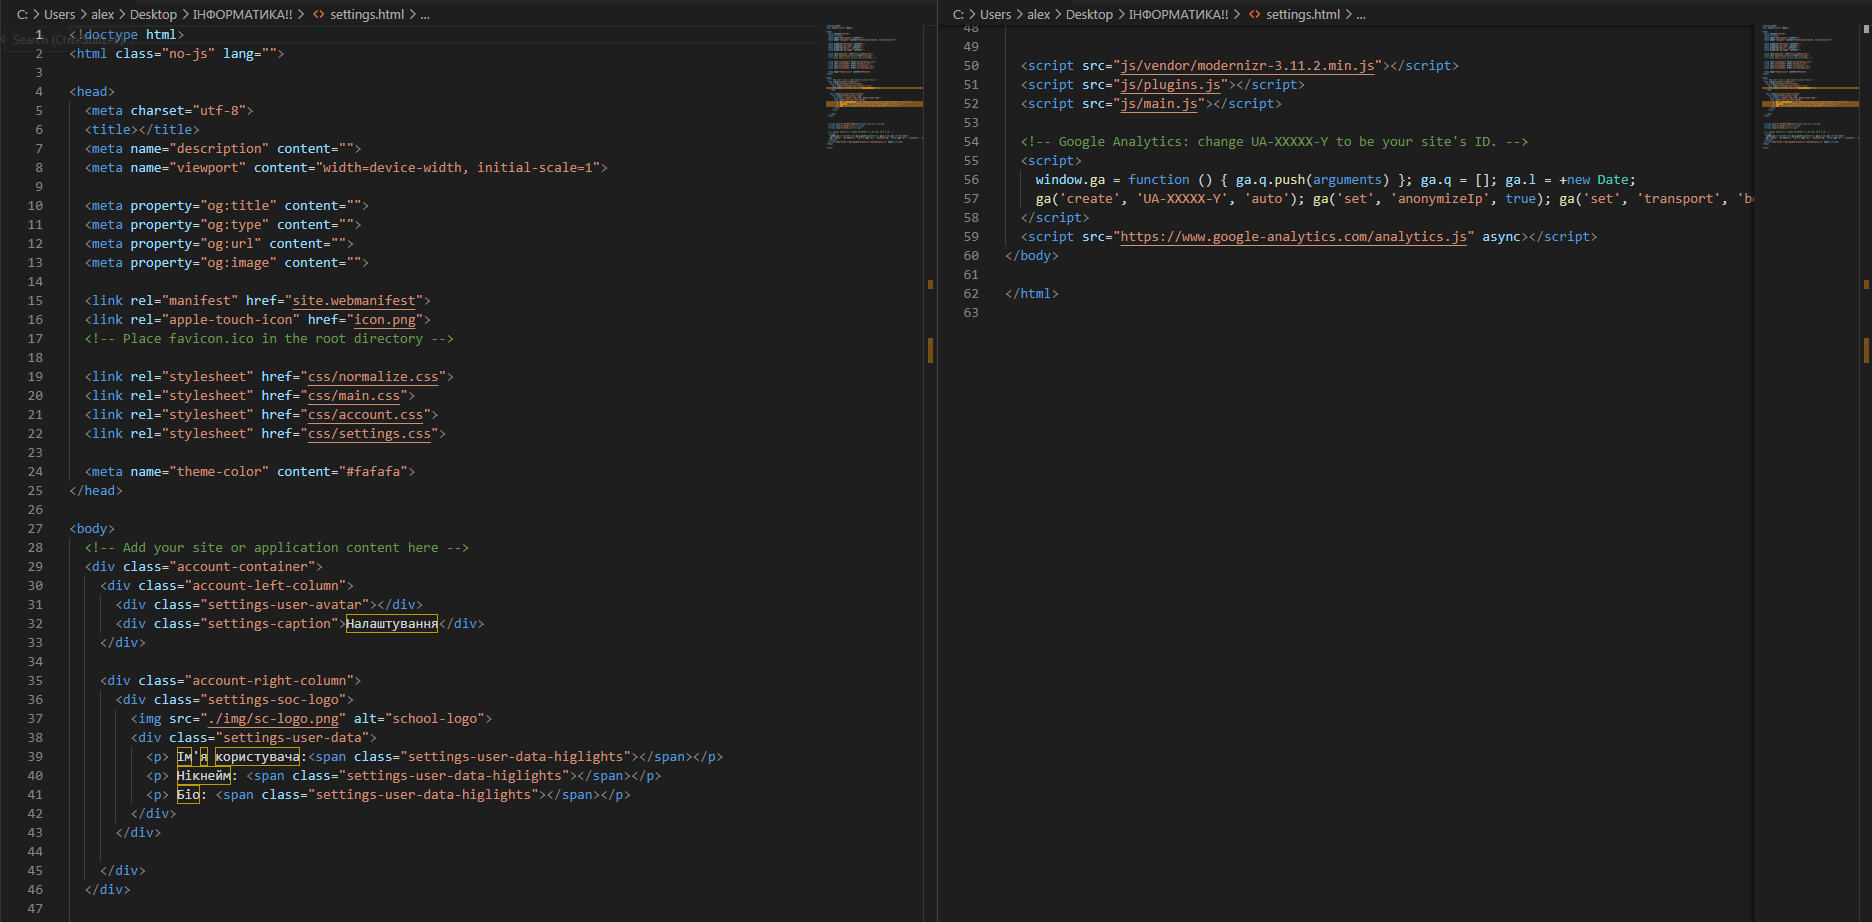 C: > Users > alex > Desktop > ІНФОРМАТИКА!! > <> settings.html > ...
Search (Ctrl+Shift+F)
1 <!doctype html>
2 <html class="no-js" lang="">
3
4 <head>
5 <meta charset="utf-8">
6 <title></title>
7 <meta name="description" content="">
8 <meta name="viewport" content="width=device-width, initial-scale=1">
9
10 <meta property="og:title" content="">
11 <meta property="og:type" content="">
12 <meta property="og:url" content="">
13 <meta property="og:image" content="">
14
15 <link rel="manifest" href="site.webmanifest">
16 <link rel="apple-touch-icon" href="icon.png">
17 <!-- Place favicon.ico in the root directory -->
18
19 <link rel="stylesheet" href="css/normalize.css">
20 <link rel="stylesheet" href="css/main.css">
21 <link rel="stylesheet" href="css/account.css">
22 <link rel="stylesheet" href="css/settings.css">
23
24 <meta name="theme-color" content="#fafafa">
25 </head>
26
27 <body>
28 <!-- Add your site or application content here -->
29 <div class="account-container">
30 <div class="account-left-column">
31 <div class="settings-user-avatar"></div>
32 <div class="settings-caption">Налаштування</div>
33 </div>
34
35 <div class="account-right-column">
36 <div class="settings-soc-logo">
37 <img src="./img/sc-logo.png" alt="school-logo">
38 <div class="settings-user-data">
39 <p> Ім'я користувача:<span class="settings-user-data-higlights"></span></p>
40 <p> Нікнейм: <span class="settings-user-data-higlights"></span></p>
41 <p> Біо: <span class="settings-user-data-higlights"></span></p>
42 </div>
43 </div>
44
45 </div>
46 </div>
47
C: > Users > alex > Desktop > ІНФОРМАТИКА!! > <> settings.html > ...
48
49
50 <script src="js/vendor/modernizr-3.11.2.min.js"></script>
51 <script src="js/plugins.js"></script>
52 <script src="js/main.js"></script>
53
54 <!-- Google Analytics: change UA-XXXXX-Y to be your site's ID. -->
55 <script>
56 window.ga = function () { ga.q.push(arguments) }; ga.q = []; ga.l = +new Date;
57 ga('create', 'UA-XXXXX-Y', 'auto'); ga('set', 'anonymizeIp', true); ga('set', 'transport', 'b
58 </script>
59 <script src="https://www.google-analytics.com/analytics.js" async></script>
60 </body>
61
62 </html>
63